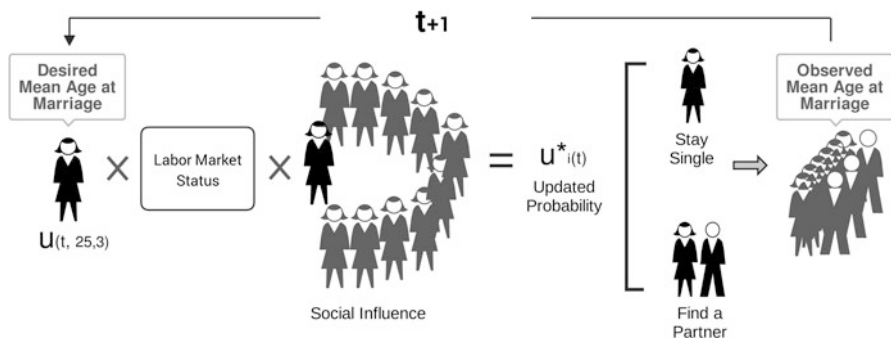 t+1
Desired
Mean Age at
Marriage
Observed
Mean Age at
Marriage
Labor Market
Status
×
×
=
u*i(t)
Updated
Probability
Stay
Single
u(t, 25,3)
Social Influence
Find a
Partner